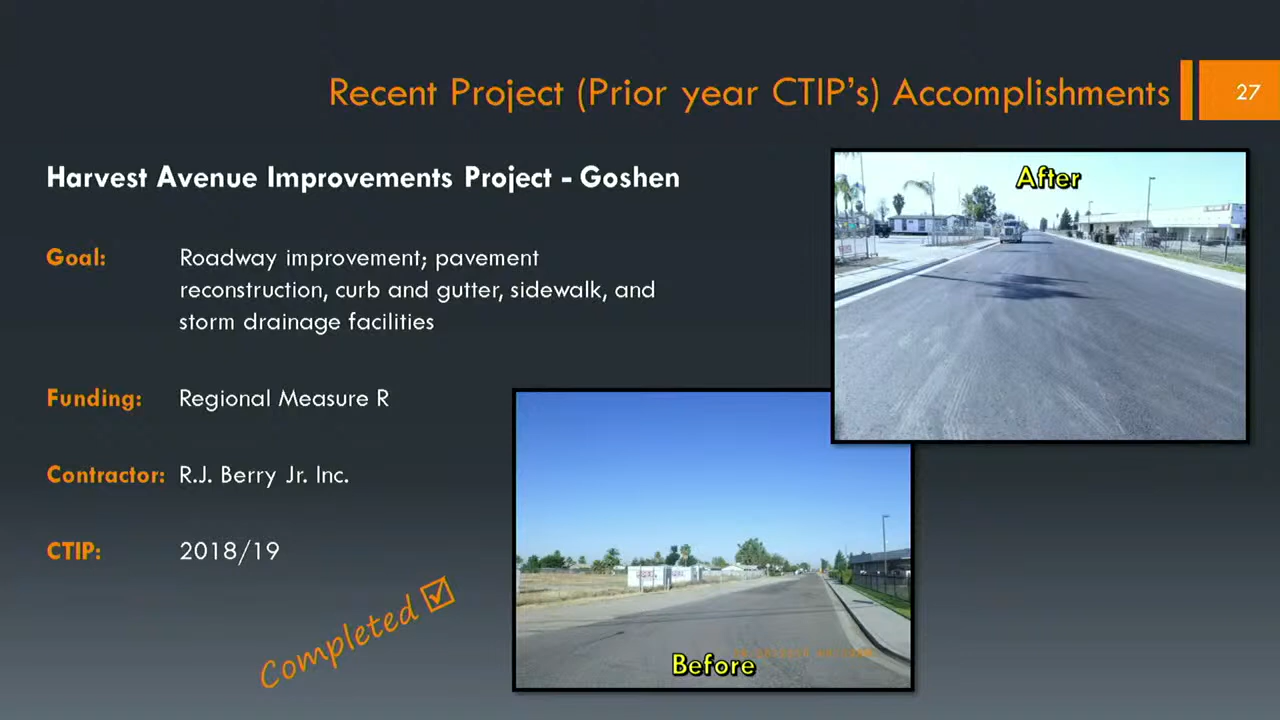 Recent Project (Prior year CTIP's) Accomplishments
27
Harvest Avenue Improvements Project - Goshen
Goal: Roadway improvement; pavement
reconstruction, curb and gutter, sidewalk, and
storm drainage facilities
Funding: Regional Measure R
Contractor: R.J. Berry Jr. Inc.
CTIP: 2018/19
Completed ☑
After
Before